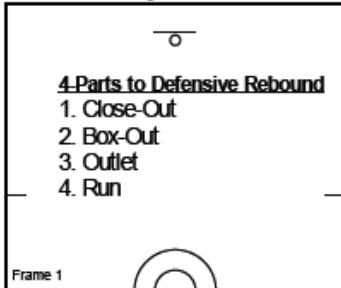 4-Parts to Defensive Rebound
1. Close-Out
2. Box-Out
3. Outlet
4. Run
Frame 1